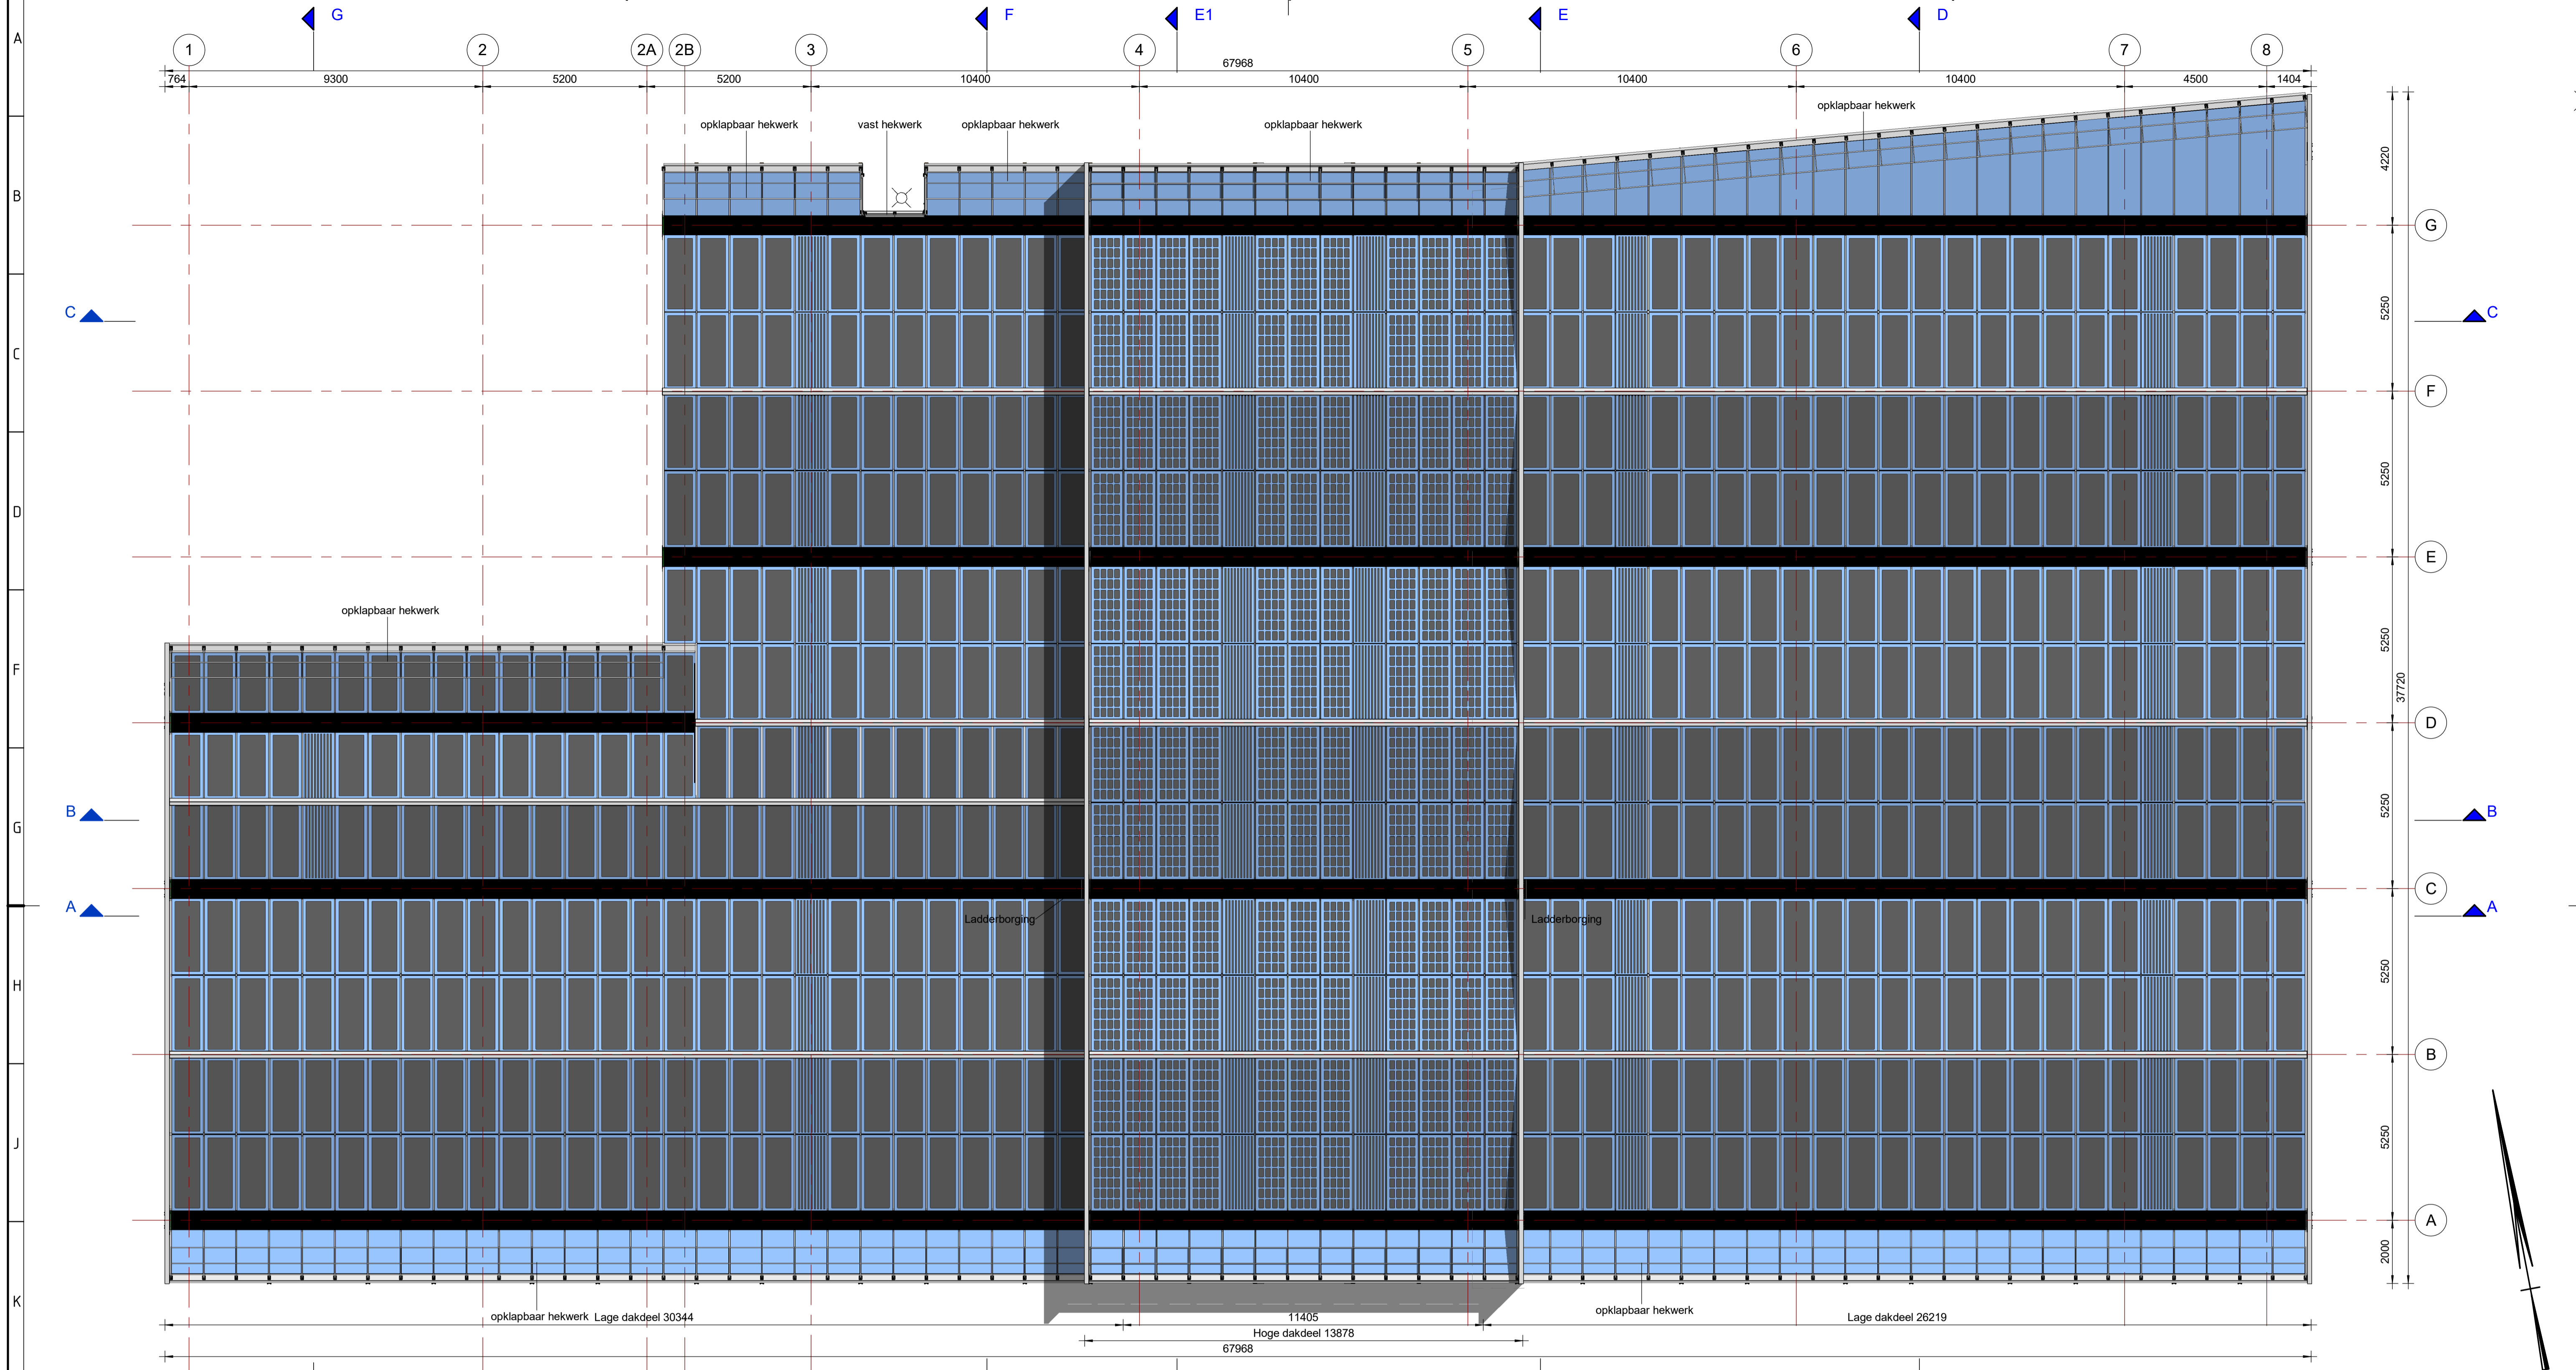 G F E1 E D
A
1 2 2A 2B 3 4 5 6 7 8
67968
764 9300 5200 5200 10400 10400 10400 10400 4500 1404
opklapbaar hekwerk
opklapbaar hekwerk vast hekwerk opklapbaar hekwerk opklapbaar hekwerk
4220
B
G
C C
5250
C
F
5250
D
E
opklapbaar hekwerk
5250
F
37720
D
B B
5250
G
C
A A
Ladderborging Ladderborging
5250
H
B
5250
J
A
2000
K
opklapbaar hekwerk Lage dakdeel 30344 11405 opklapbaar hekwerk Lage dakdeel 26219
Hoge dakdeel 13878
67968